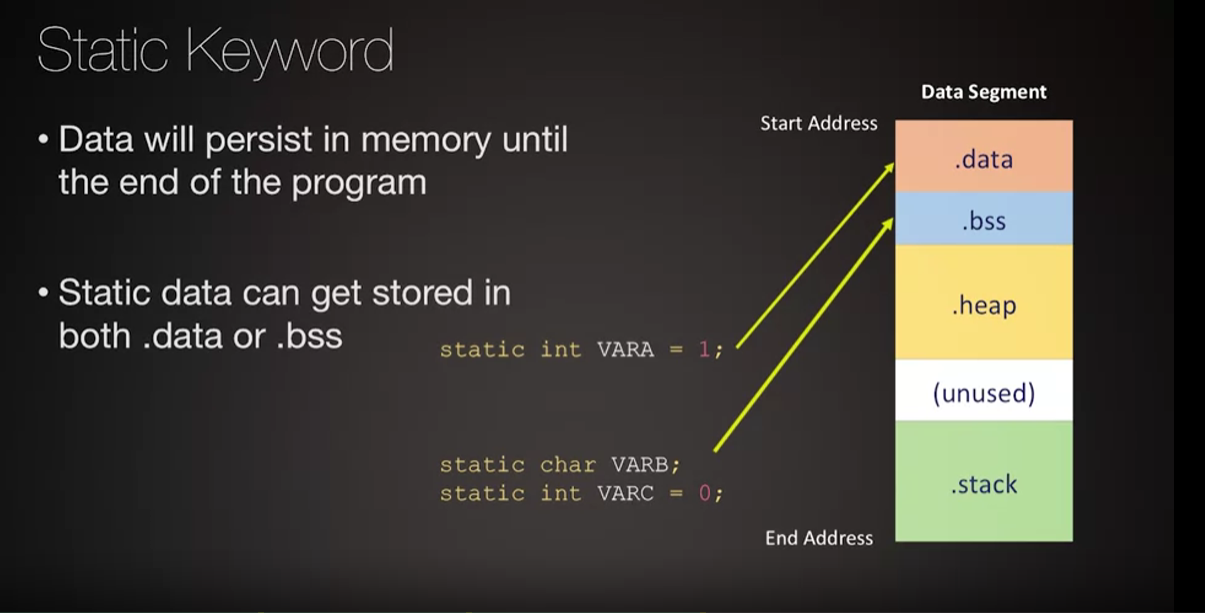 Static Keyword
• Data will persist in memory until
the end of the program
• Static data can get stored in
both .data or .bss
static int VARA = 1;
static char VARB;
static int VARC = 0;
Data Segment
Start Address
.data
.bss
.heap
(unused)
.stack
End Address